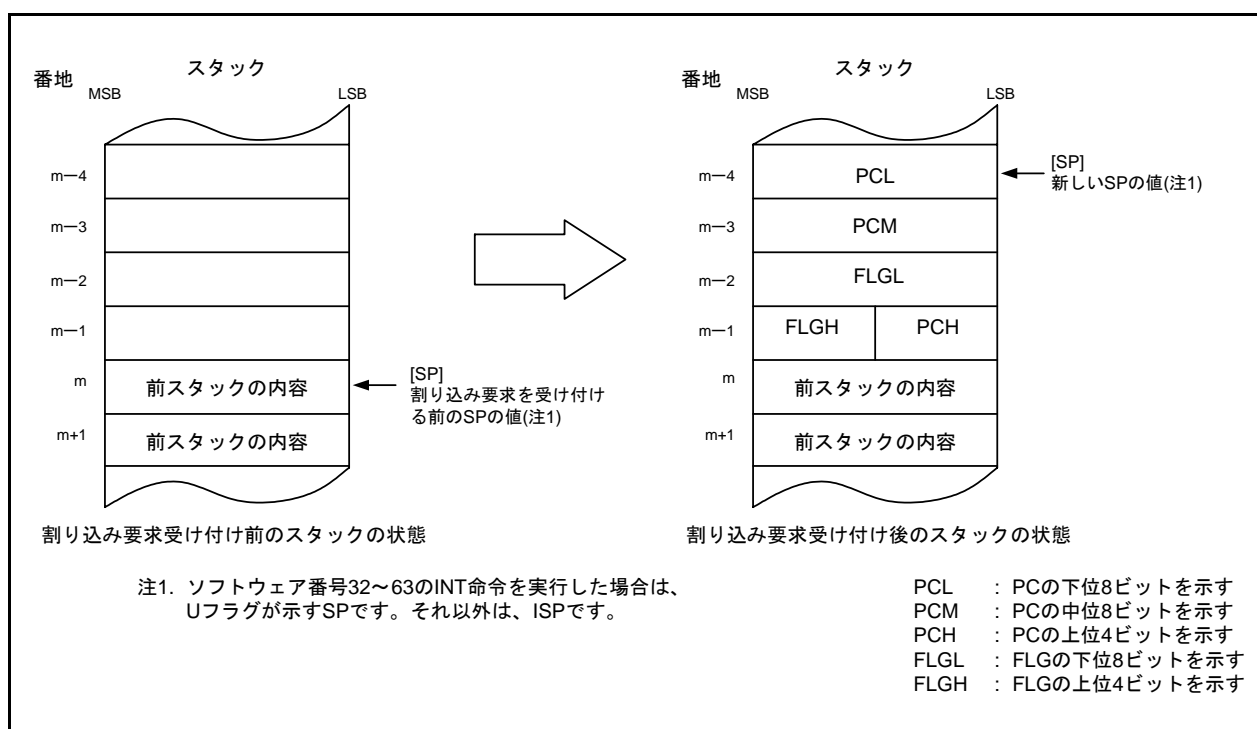 スタック
番地
MSB
LSB
m―4
m―3
m―2
m―1
m
前スタックの内容
m+1
前スタックの内容
[SP]
割り込み要求を受け付け
る前のSPの値(注1)
割り込み要求受け付け前のスタックの状態
スタック
番地
MSB
LSB
m―4
PCL
[SP]
新しいSPの値(注1)
m―3
PCM
m―2
FLGL
m―1
FLGH
PCH
m
前スタックの内容
m+1
前スタックの内容
割り込み要求受け付け後のスタックの状態
注1. ソフトウェア番号32～63のINT命令を実行した場合は、
Uフラグが示すSPです。それ以外は、ISPです。
PCL : PCの下位8ビットを示す
PCM : PCの中位8ビットを示す
PCH : PCの上位4ビットを示す
FLGL : FLGの下位8ビットを示す
FLGH : FLGの上位4ビットを示す